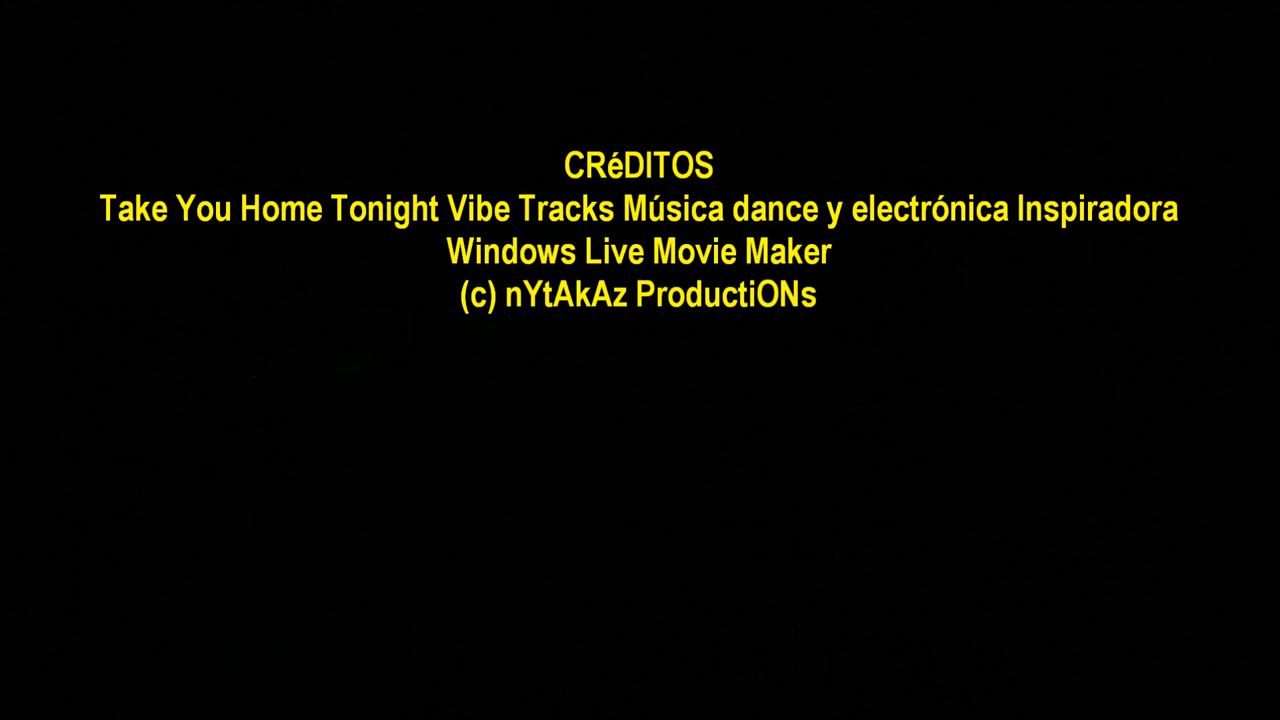 CRéDITOS
Take You Home Tonight Vibe Tracks Música dance y electrónica Inspiradora
Windows Live Movie Maker
(c) nYtAkAz ProductiONs